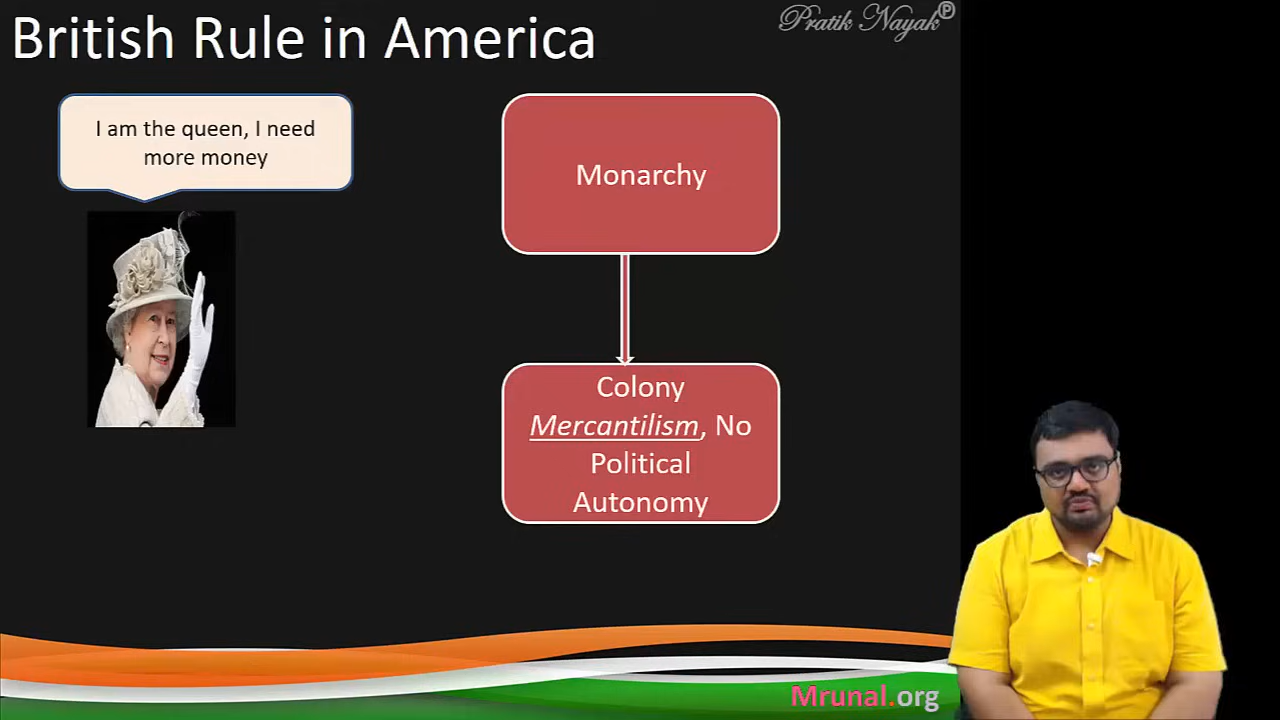 British Rule in America
Pratik Nayak ℗
I am the queen, I need
more money
Monarchy
Colony
Mercantilism, No
Political
Autonomy
Mrunal.org